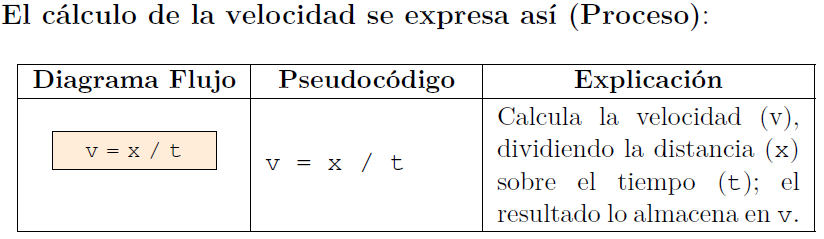 El cálculo de la velocidad se expresa así (Proceso):
Diagrama Flujo Pseudocódigo Explicación
v = x / t
v = x / t
Calcula la velocidad (v),
dividiendo la distancia (x)
sobre el tiempo (t); el
resultado lo almacena en v.